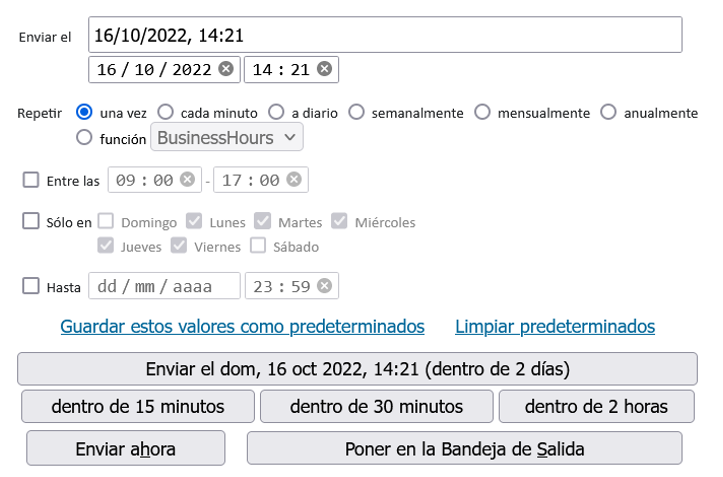 Enviar el 16/10/2022, 14:21
16 / 10 / 2022 14 : 21
Repetir una vez cada minuto a diario semanalmente mensualmente anualmente
función BusinessHours
Entre las 09 : 00 - 17 : 00
Sólo en Domingo Lunes Martes Miércoles
Jueves Viernes Sábado
Hasta dd / mm / aaaa 23 : 59
Guardar estos valores como predeterminados Limpiar predeterminados
Enviar el dom, 16 oct 2022, 14:21 (dentro de 2 días)
dentro de 15 minutos dentro de 30 minutos dentro de 2 horas
Enviar ahora Poner en la Bandeja de Salida